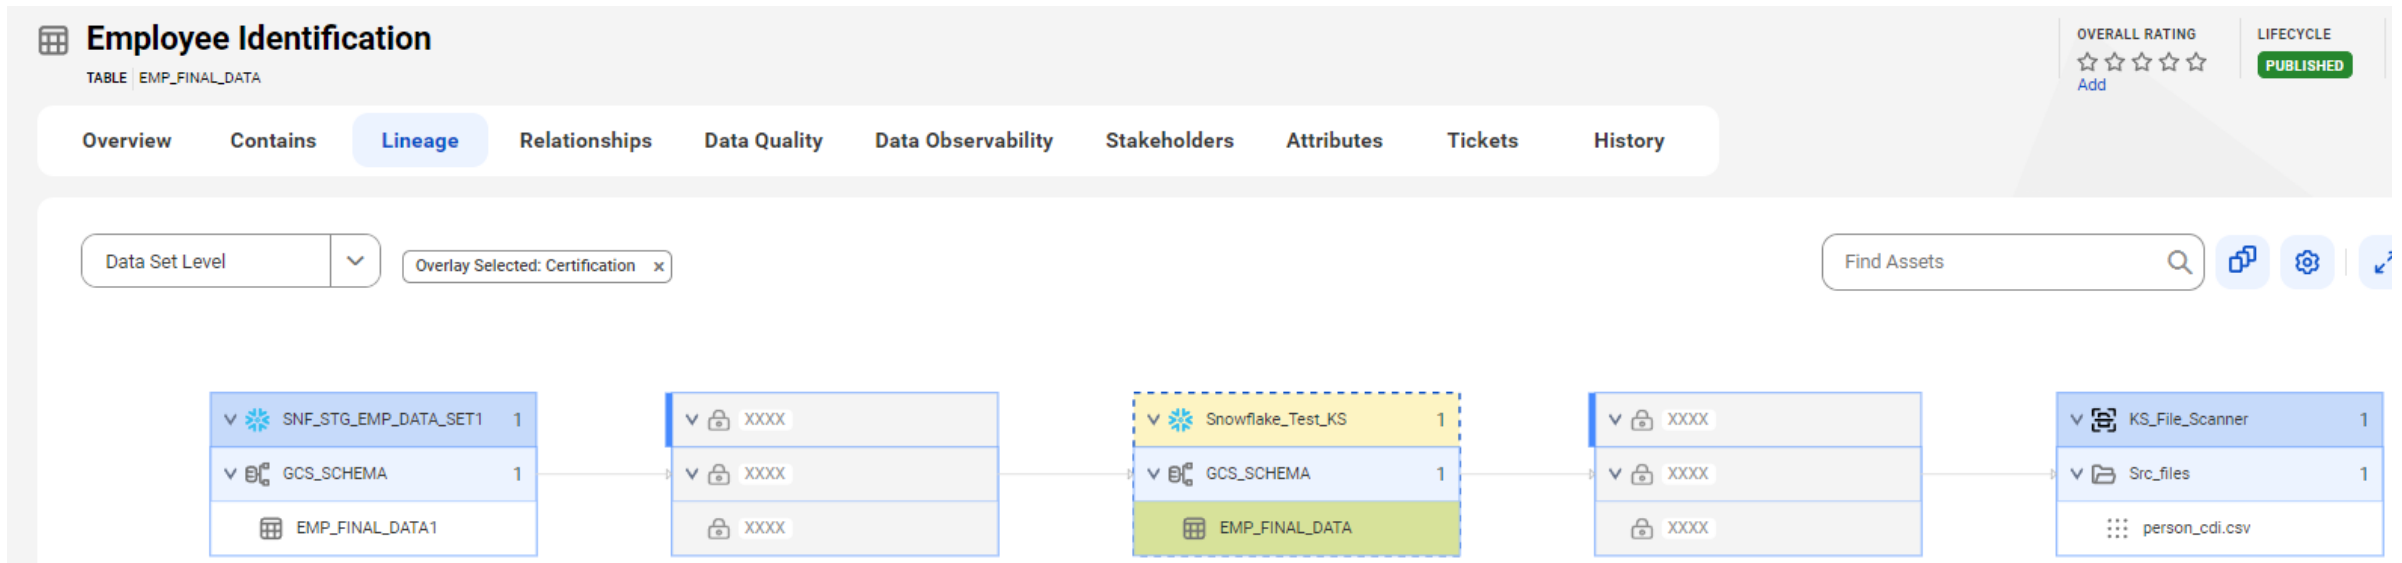 Employee Identification
TABLE EMP_FINAL_DATA
OVERALL RATING
Add
LIFECYCLE
PUBLISHED
Overview Contains Lineage Relationships Data Quality Data Observability Stakeholders Attributes Tickets History
Data Set Level
Overlay Selected: Certification ×
Find Assets
SNF_STG_EMP_DATA_SET1 1
GCS_SCHEMA 1
EMP_FINAL_DATA1
XXXX
XXXX
XXXX
Snowflake_Test_KS 1
GCS_SCHEMA 1
EMP_FINAL_DATA
XXXX
XXXX
XXXX
KS_File_Scanner 1
Src_files 1
person_cdi.csv